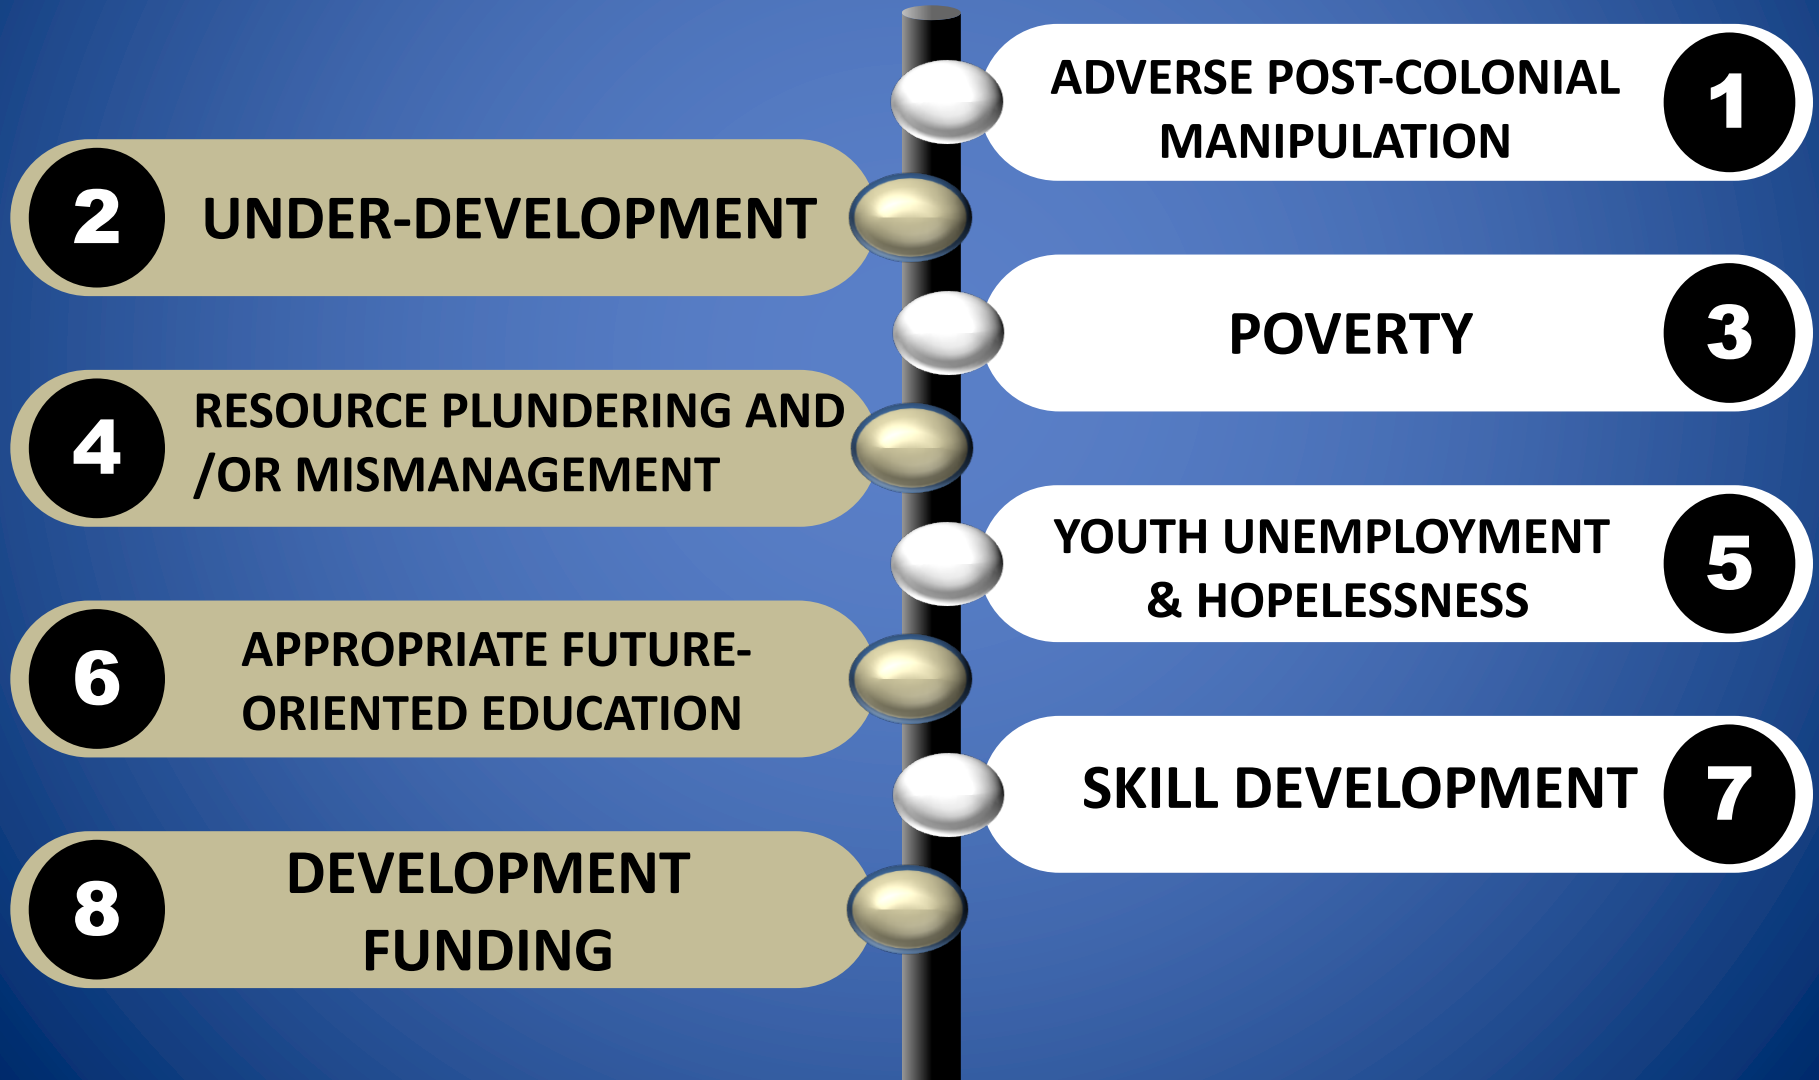 ADVERSE POST-COLONIAL
MANIPULATION
1
2
UNDER-DEVELOPMENT
POVERTY
3
4
RESOURCE PLUNDERING AND
/OR MISMANAGEMENT
YOUTH UNEMPLOYMENT
& HOPELESSNESS
5
6
APPROPRIATE FUTURE-
ORIENTED EDUCATION
SKILL DEVELOPMENT
7
8
DEVELOPMENT
FUNDING